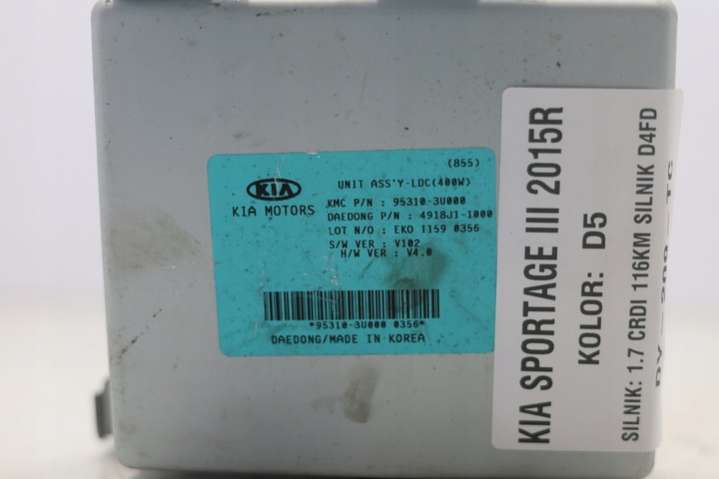 (855)
KIA
UNIT ASS'Y-LDC(400W)
KIA MOTORS
KMC P/N : 95310-3U000
DAEDONG P/N : 4918J1-1000
LOT N/O : EKO 1159 0356
S/W VER : V102
H/W VER : V4.0
*95310-3U000 0356*
DAEDONG/MADE IN KOREA
KIA SPORTAGE III 2015R
KOLOR: D5
SILNIK: 1.7 CRDI 116KM SILNIK D4FD